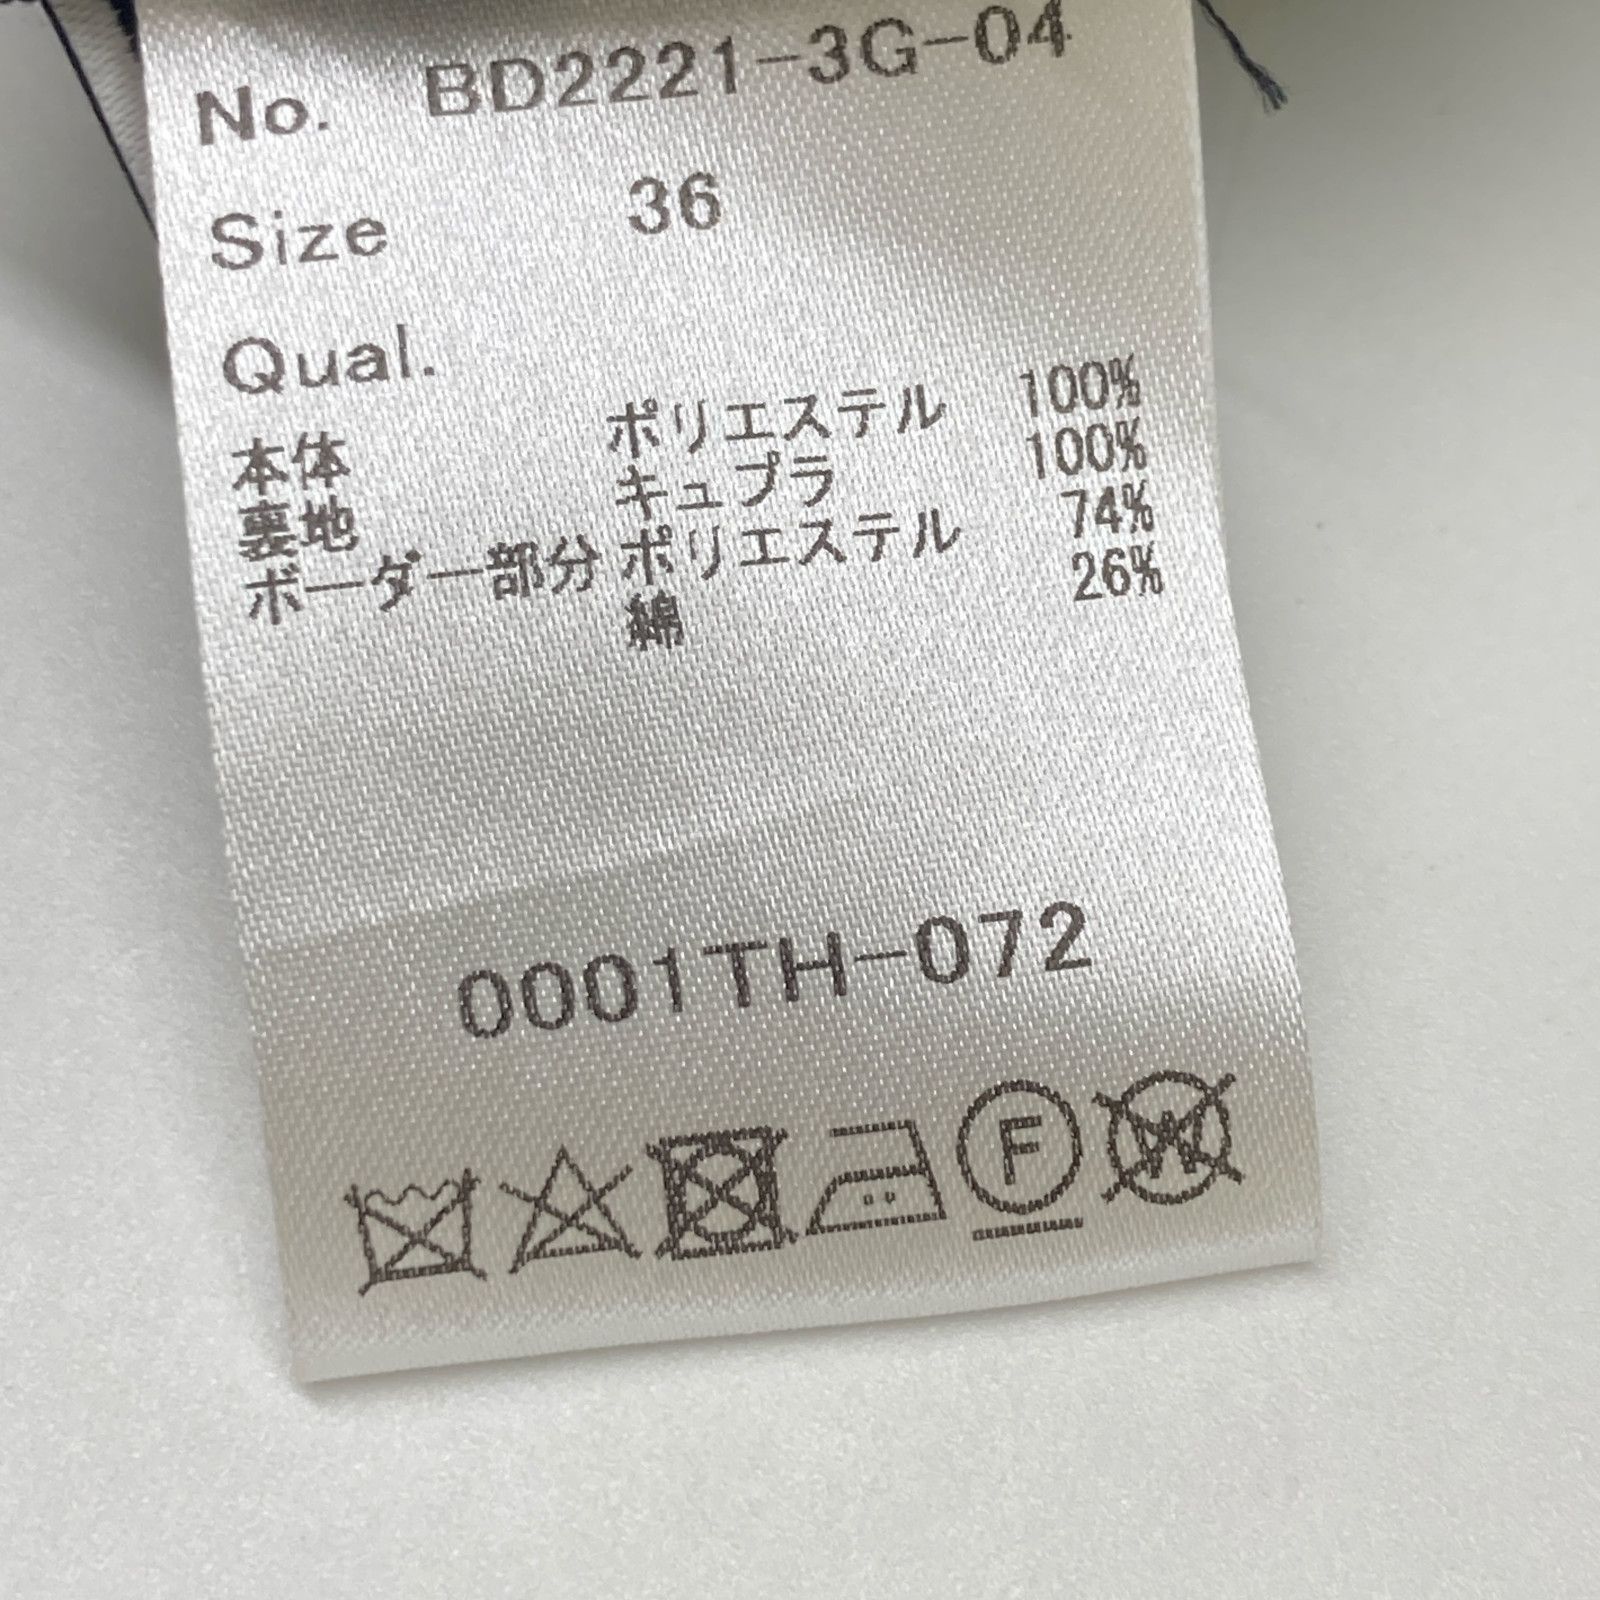 No. BD2221-3G-04
Size 36
Qual.
本体 ポリエステル 100%
裏地 キュプラ 100%
ボーダー部分 ポリエステル 74%
綿 26%
0001TH-072
F W